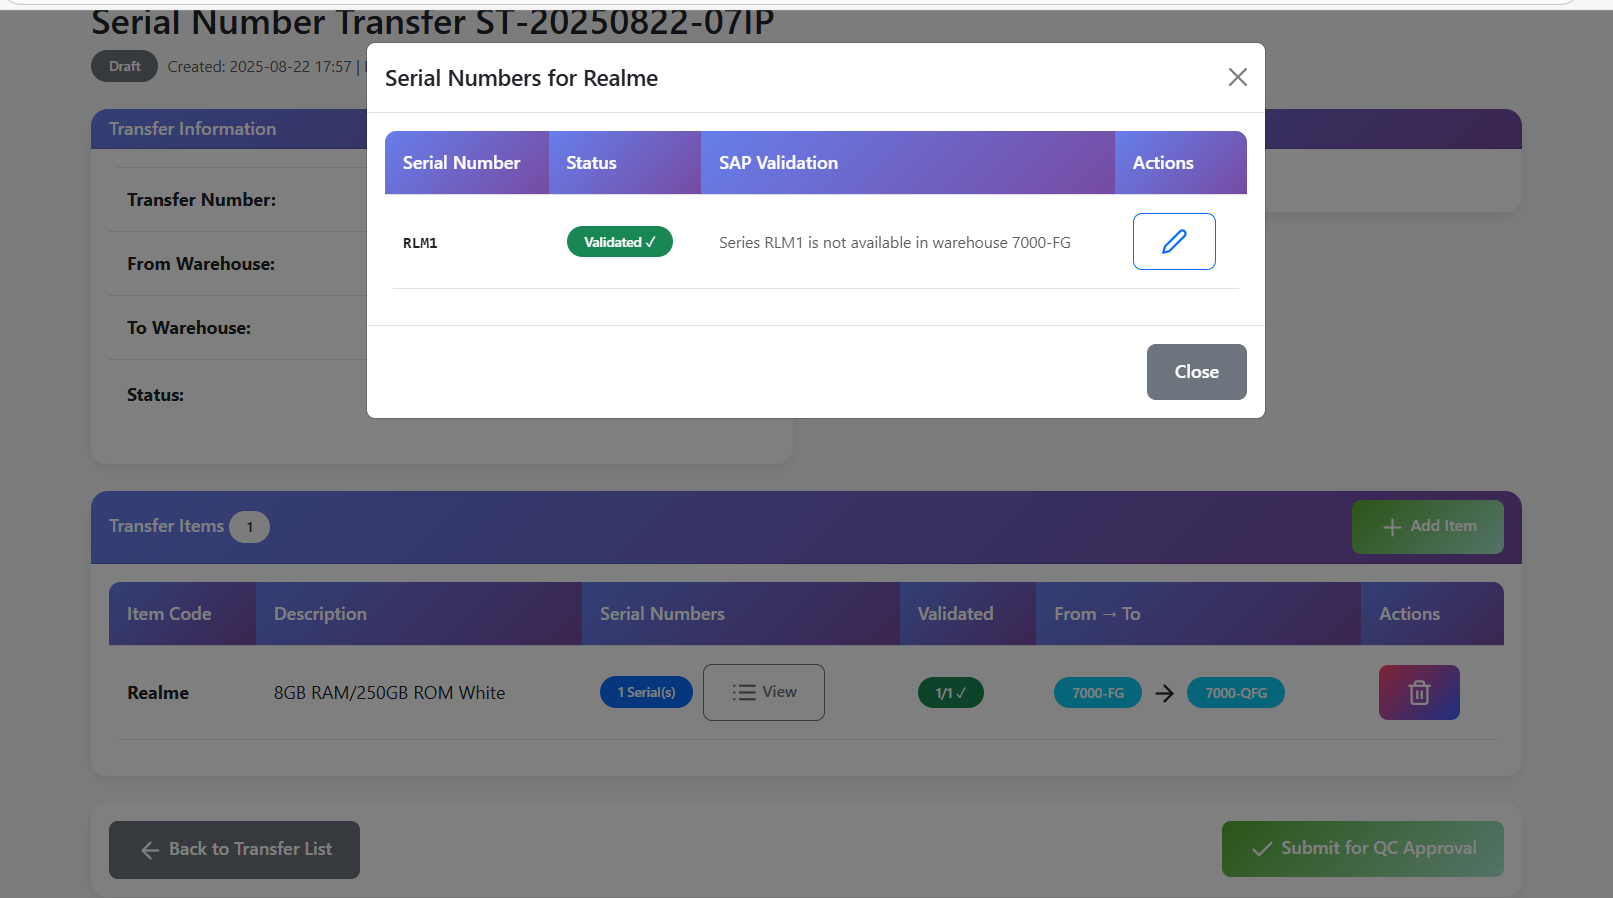 Serial Number Transfer ST-20250822-07IP
Draft Created: 2025-08-22 17:57 |
Serial Numbers for Realme
Serial Number Status SAP Validation Actions
RLM1 Validated ✓ Series RLM1 is not available in warehouse 7000-FG
Close
Transfer Information
Transfer Number:
From Warehouse:
To Warehouse:
Status:
Transfer Items 1 + Add Item
Item Code Description Serial Numbers Validated From → To Actions
Realme 8GB RAM/250GB ROM White 1 Serial(s) View 1/1 ✓ 7000-FG → 7000-QFG
← Back to Transfer List ✓ Submit for QC Approval